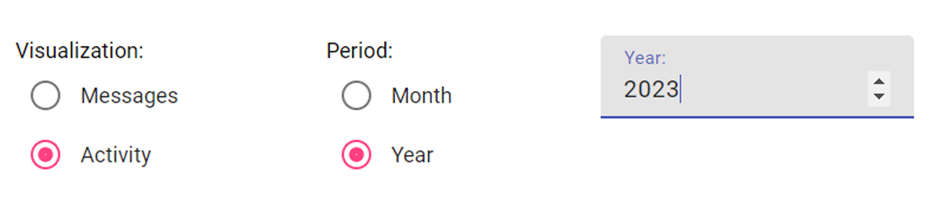 Visualization:
Messages
Activity
Period:
Month
Year
Year:
2023